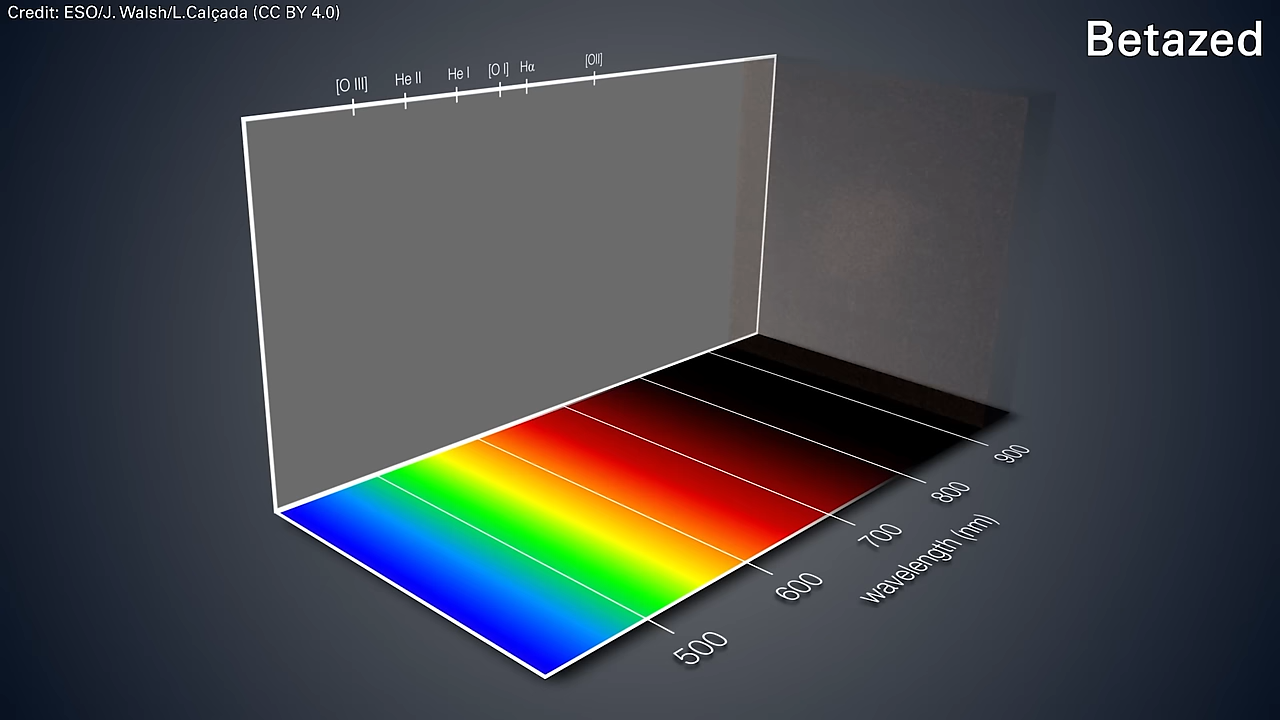 Credit: ESO/J. Walsh/L.Calçada (CC BY 4.0)
Betazed
[O III] He II He I [O I] Hα [OII]
900
800
700
600
500
wavelength (nm)